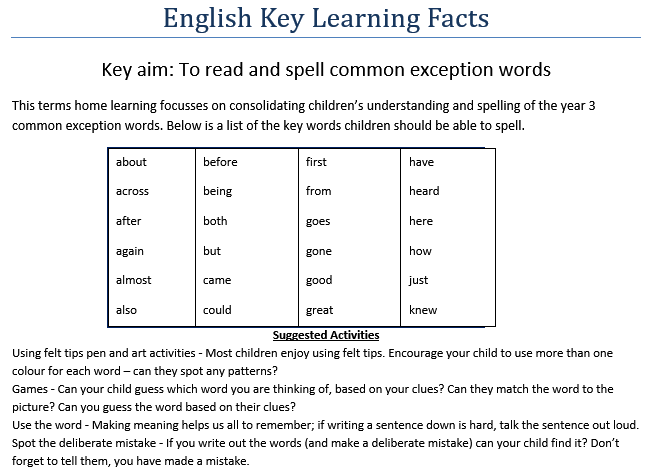 English Key Learning Facts
Key aim: To read and spell common exception words
This terms home learning focusses on consolidating children's understanding and spelling of the year 3
common exception words. Below is a list of the key words children should be able to spell.
about before first have
across being from heard
after both goes here
again but gone how
almost came good just
also could great knew
Suggested Activities
Using felt tips pen and art activities - Most children enjoy using felt tips. Encourage your child to use more than one
colour for each word – can they spot any patterns?
Games - Can your child guess which word you are thinking of, based on your clues? Can they match the word to the
picture? Can you guess the word based on their clues?
Use the word - Making meaning helps us all to remember; if writing a sentence down is hard, talk the sentence out loud.
Spot the deliberate mistake - If you write out the words (and make a deliberate mistake) can your child find it? Don't
forget to tell them, you have made a mistake.